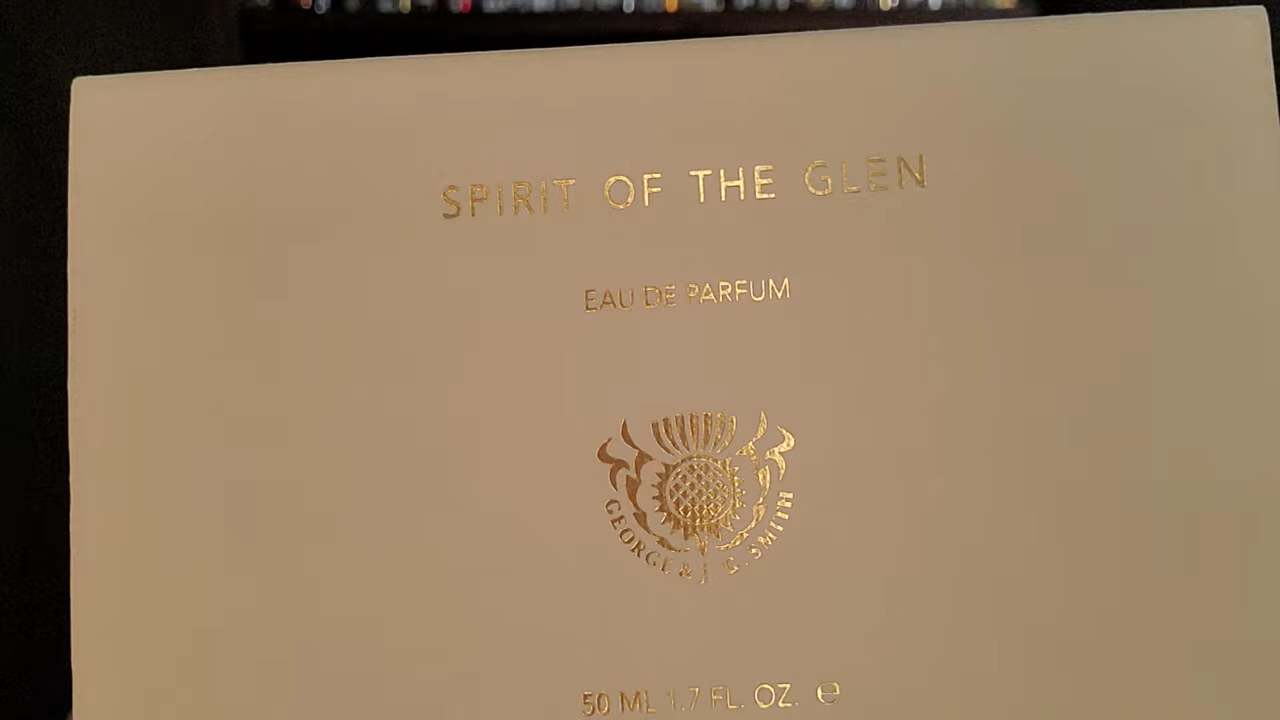 SPIRIT OF THE GLEN
EAU DE PARFUM
GEORGE & J G. SMITH
50 ML 1.7 FL. OZ. ℮